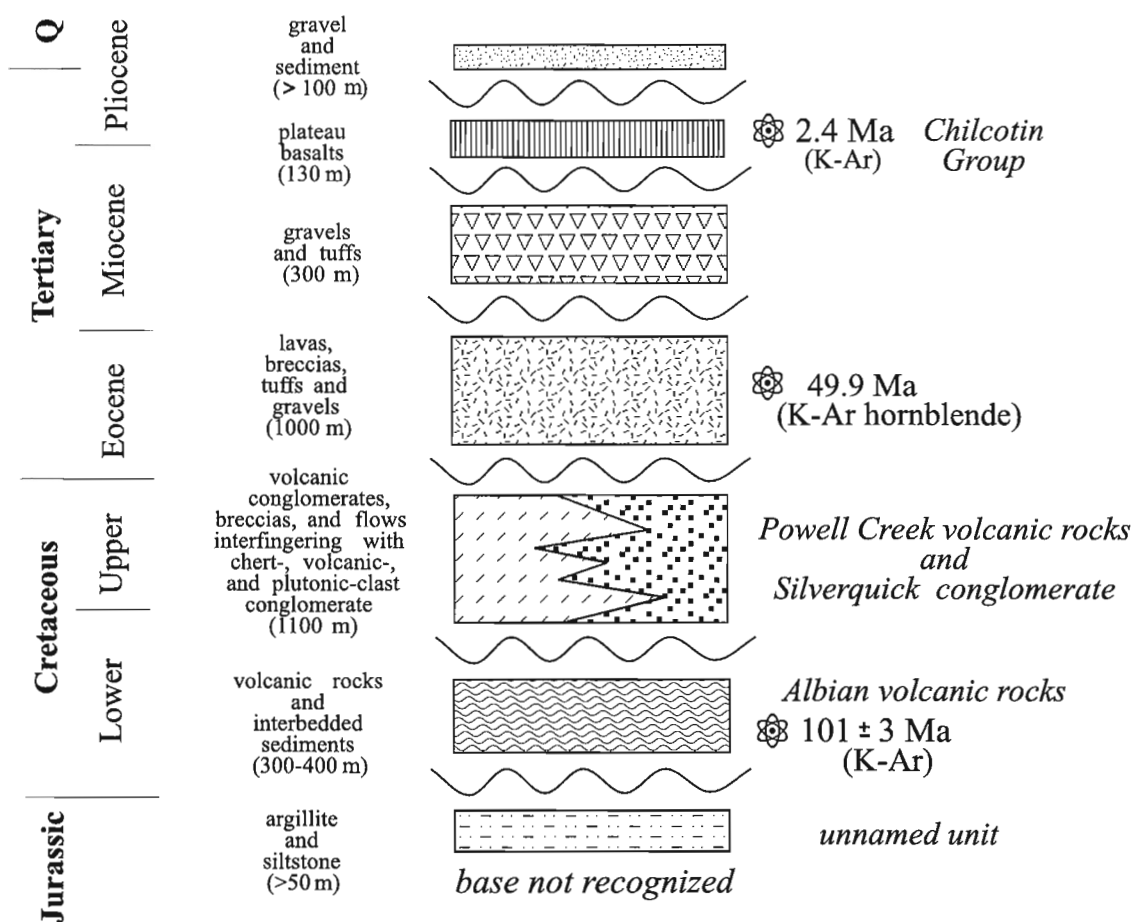 Q
Pliocene
gravel
and
sediment
(> 100 m)
plateau
basalts
(130 m)
2.4 Ma
(K-Ar)
Chilcotin
Group
Tertiary
Miocene
gravels
and tuffs
(300 m)
Eocene
lavas,
breccias,
tuffs and
gravels
(1000 m)
49.9 Ma
(K-Ar hornblende)
Cretaceous
Upper
volcanic
conglomerates,
breccias, and flows
interfingering with
chert-, volcanic-,
and plutonic-clast
conglomerate
(1100 m)
Powell Creek volcanic rocks
and
Silverquick conglomerate
Lower
volcanic rocks
and
interbedded
sediments
(300-400 m)
Albian volcanic rocks
101 ± 3 Ma
(K-Ar)
Jurassic
argillite
and
siltstone
(>50 m)
unnamed unit
base not recognized